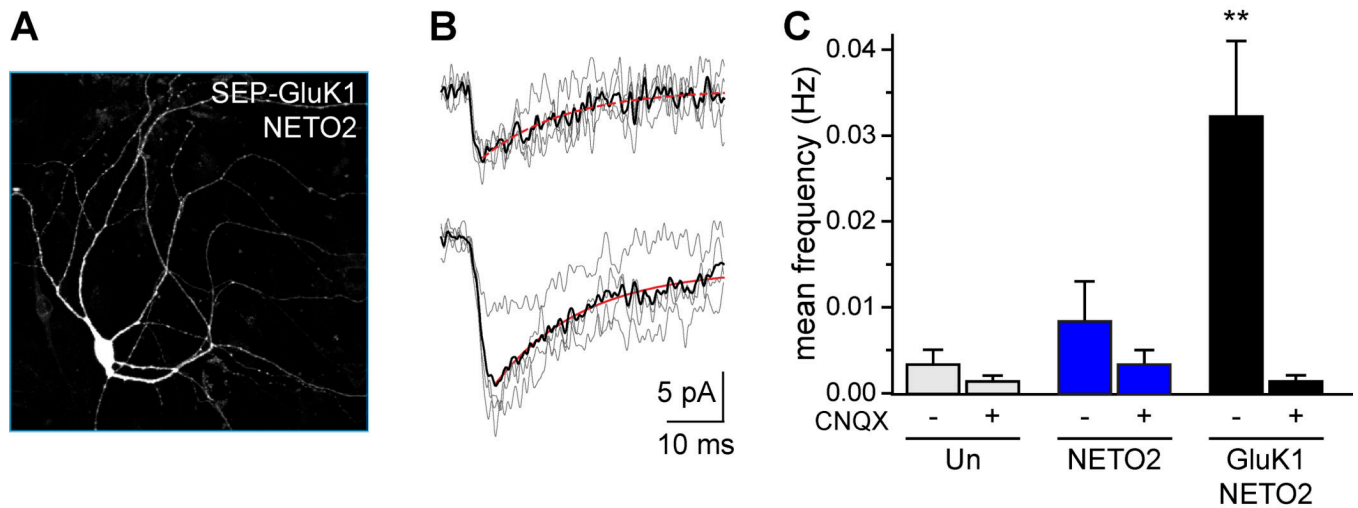 A
SEP-GluK1
NETO2
B
5 pA
10 ms
C
**
mean frequency (Hz)
0.04
0.03
0.02
0.01
0.00
CNQX - + - + - +
Un NETO2 GluK1
NETO2